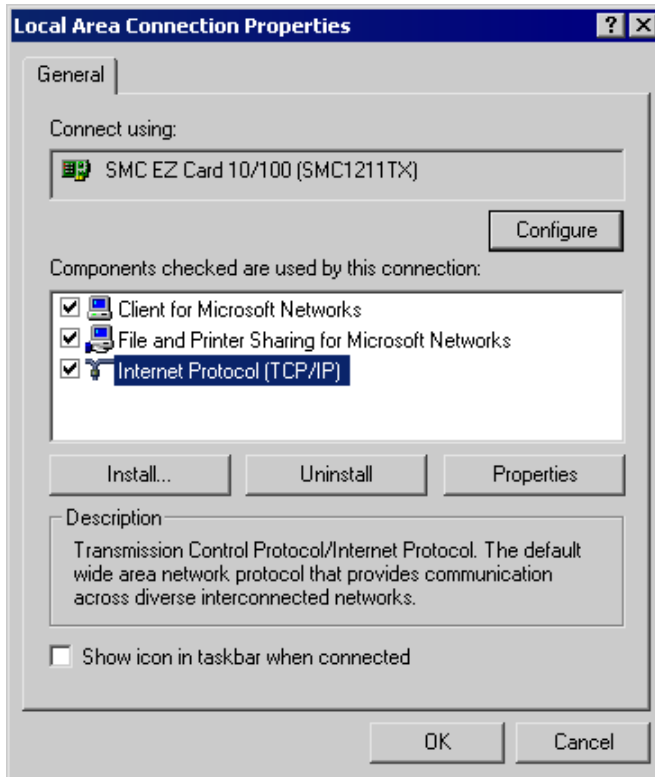 Local Area Connection Properties
General
Connect using:
SMC EZ Card 10/100 (SMC1211TX)
Configure
Components checked are used by this connection:
Client for Microsoft Networks
File and Printer Sharing for Microsoft Networks
Internet Protocol (TCP/IP)
Install... Uninstall Properties
Description
Transmission Control Protocol/Internet Protocol. The default
wide area network protocol that provides communication
across diverse interconnected networks.
Show icon in taskbar when connected
OK Cancel